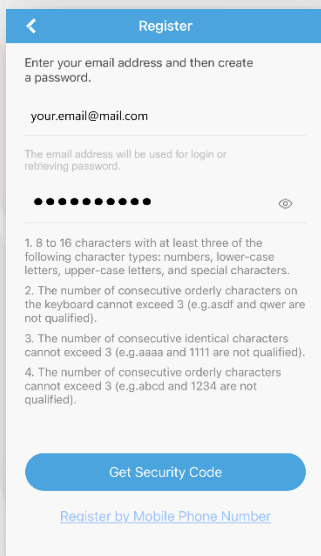 Register
Enter your email address and then create
a password.
your.email@mail.com
The email address will be used for login or
retrieving password.
●●●●●●●●●●
1. 8 to 16 characters with at least three of the
following character types: numbers, lower-case
letters, upper-case letters, and special characters.
2. The number of consecutive orderly characters on
the keyboard cannot exceed 3 (e.g.asdf and qwer are
not qualified).
3. The number of consecutive identical characters
cannot exceed 3 (e.g.aaaa and 1111 are not qualified).
4. The number of consecutive orderly characters
cannot exceed 3 (e.g.abcd and 1234 are not
qualified).
Get Security Code
Register by Mobile Phone Number